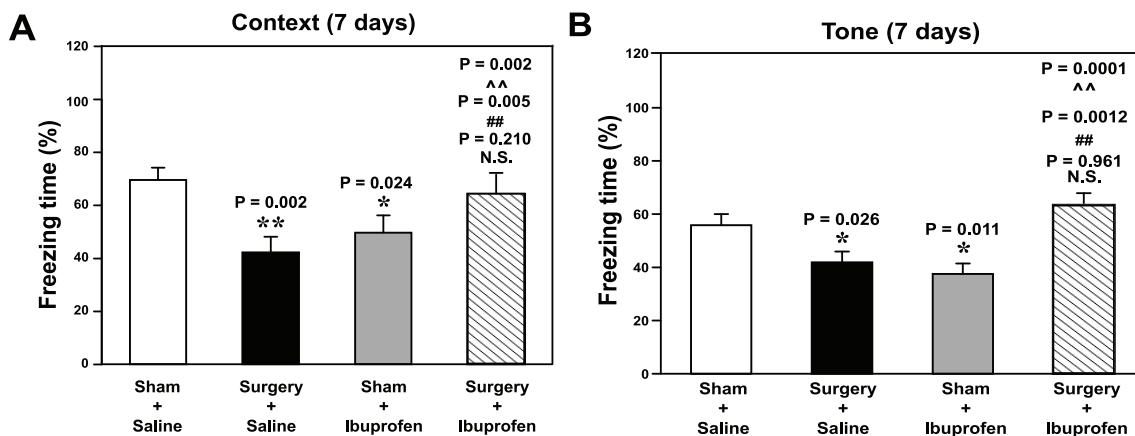 A
Context (7 days)
Freezing time (%)
120
100
80
60
40
20
0
P = 0.002
^^
P = 0.005
##
P = 0.210
N.S.
P = 0.002
**
P = 0.024
*
Sham
+
Saline
Surgery
+
Saline
Sham
+
Ibuprofen
Surgery
+
Ibuprofen
B
Tone (7 days)
Freezing time (%)
120
100
80
60
40
20
0
P = 0.0001
^^
P = 0.0012
##
P = 0.961
N.S.
P = 0.026
*
P = 0.011
*
Sham
+
Saline
Surgery
+
Saline
Sham
+
Ibuprofen
Surgery
+
Ibuprofen